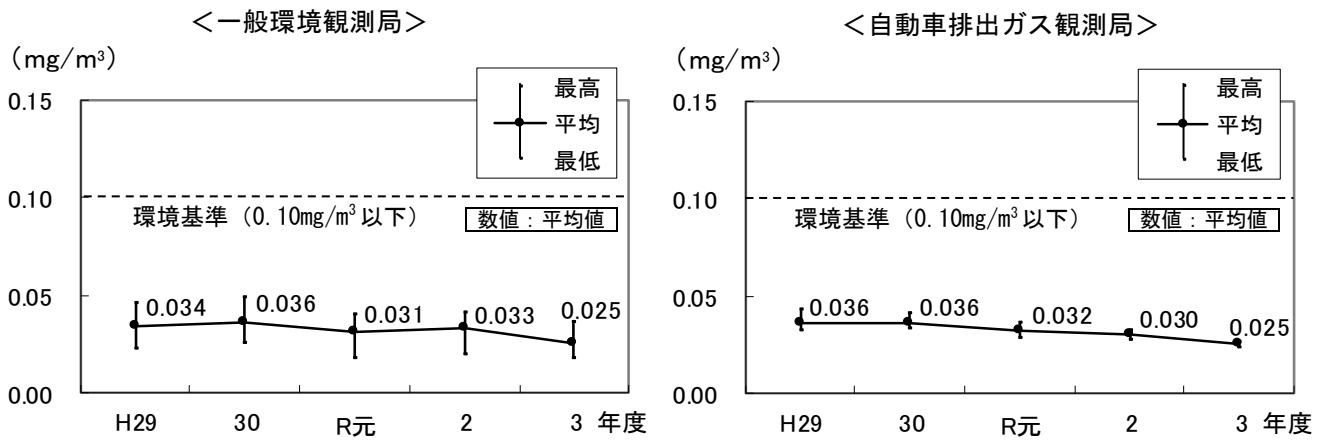 ＜一般環境観測局＞
(mg/m³)
0.15
0.10
0.05
0.00
最高
平均
最低
環境基準（0.10mg/m³以下）
数値：平均値
0.034
0.036
0.031
0.033
0.025
H29 30 R元 2 3 年度
＜自動車排出ガス観測局＞
(mg/m³)
0.15
0.10
0.05
0.00
最高
平均
最低
環境基準（0.10mg/m³以下）
数値：平均値
0.036
0.036
0.032
0.030
0.025
H29 30 R元 2 3 年度